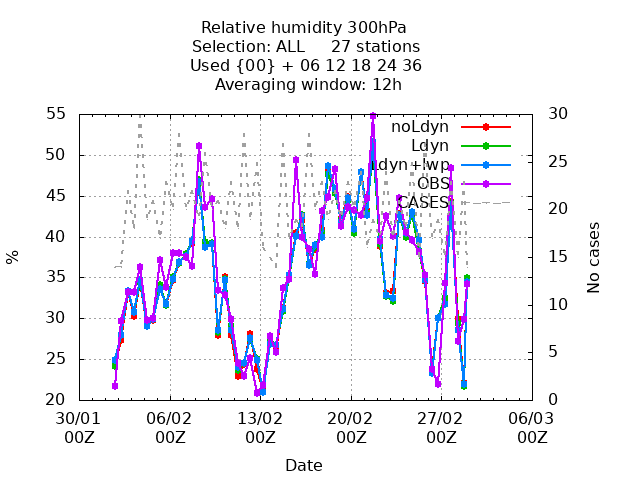 Relative humidity 300hPa
Selection: ALL 27 stations
Used {00} + 06 12 18 24 36
Averaging window: 12h
55 30
noLdyn
50 25
Ldyn
Ldyn+lwp
OBS
45 20
CASES
40
%
No cases
15
35
10
30
5
25
20 0
30/01 06/02 13/02 20/02 27/02 06/03
00Z 00Z 00Z 00Z 00Z 00Z
Date